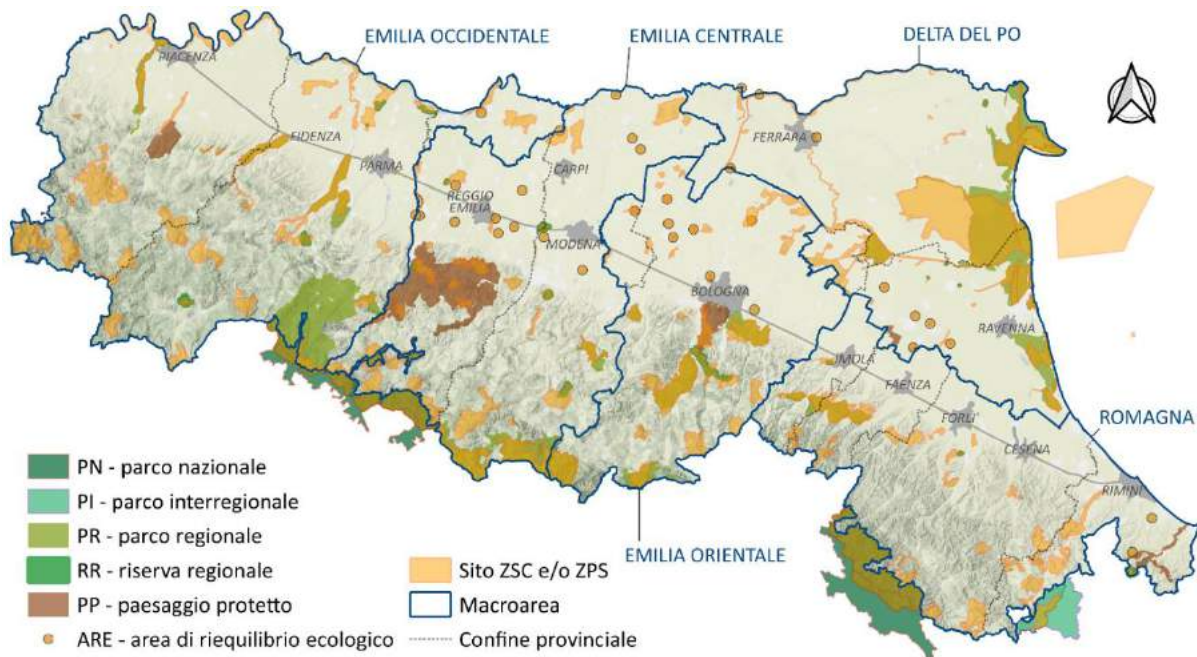 EMILIA OCCIDENTALE
EMILIA CENTRALE
DELTA DEL PO
PIACENZA
FIDENZA
PARMA
REGGIO
EMILIA
CARPI
MODENA
FERRARA
BOLOGNA
RAVENNA
IMOLA
FAENZA
FORLI'
CESENA
ROMAGNA
RIMINI
EMILIA ORIENTALE
PN - parco nazionale
PI - parco interregionale
PR - parco regionale
RR - riserva regionale
PP - paesaggio protetto
ARE - area di riequilibrio ecologico
Sito ZSC e/o ZPS
Macroarea
Confine provinciale